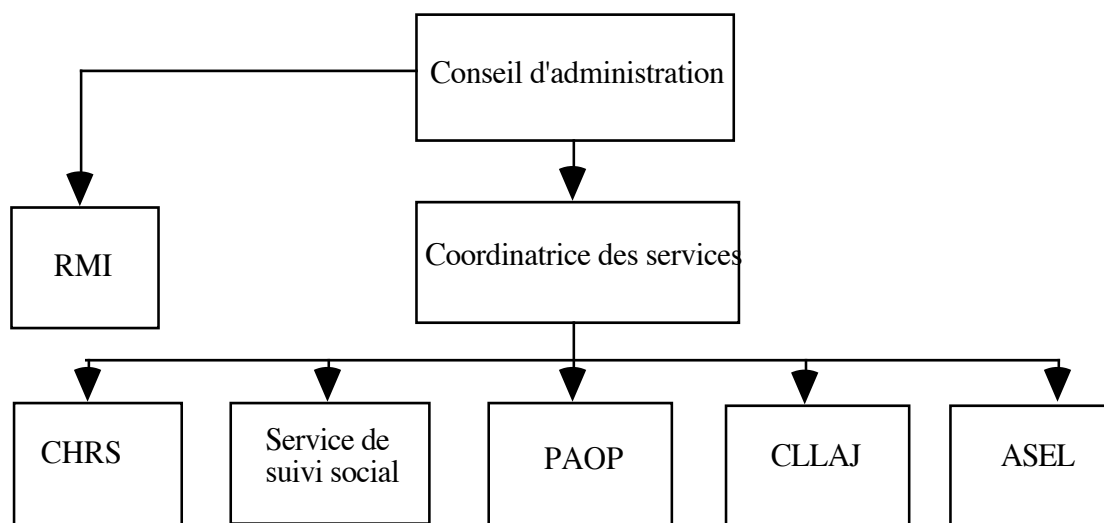 Conseil d'administration
RMI
Coordinatrice des services
CHRS
Service de
suivi social
PAOP
CLLAJ
ASEL